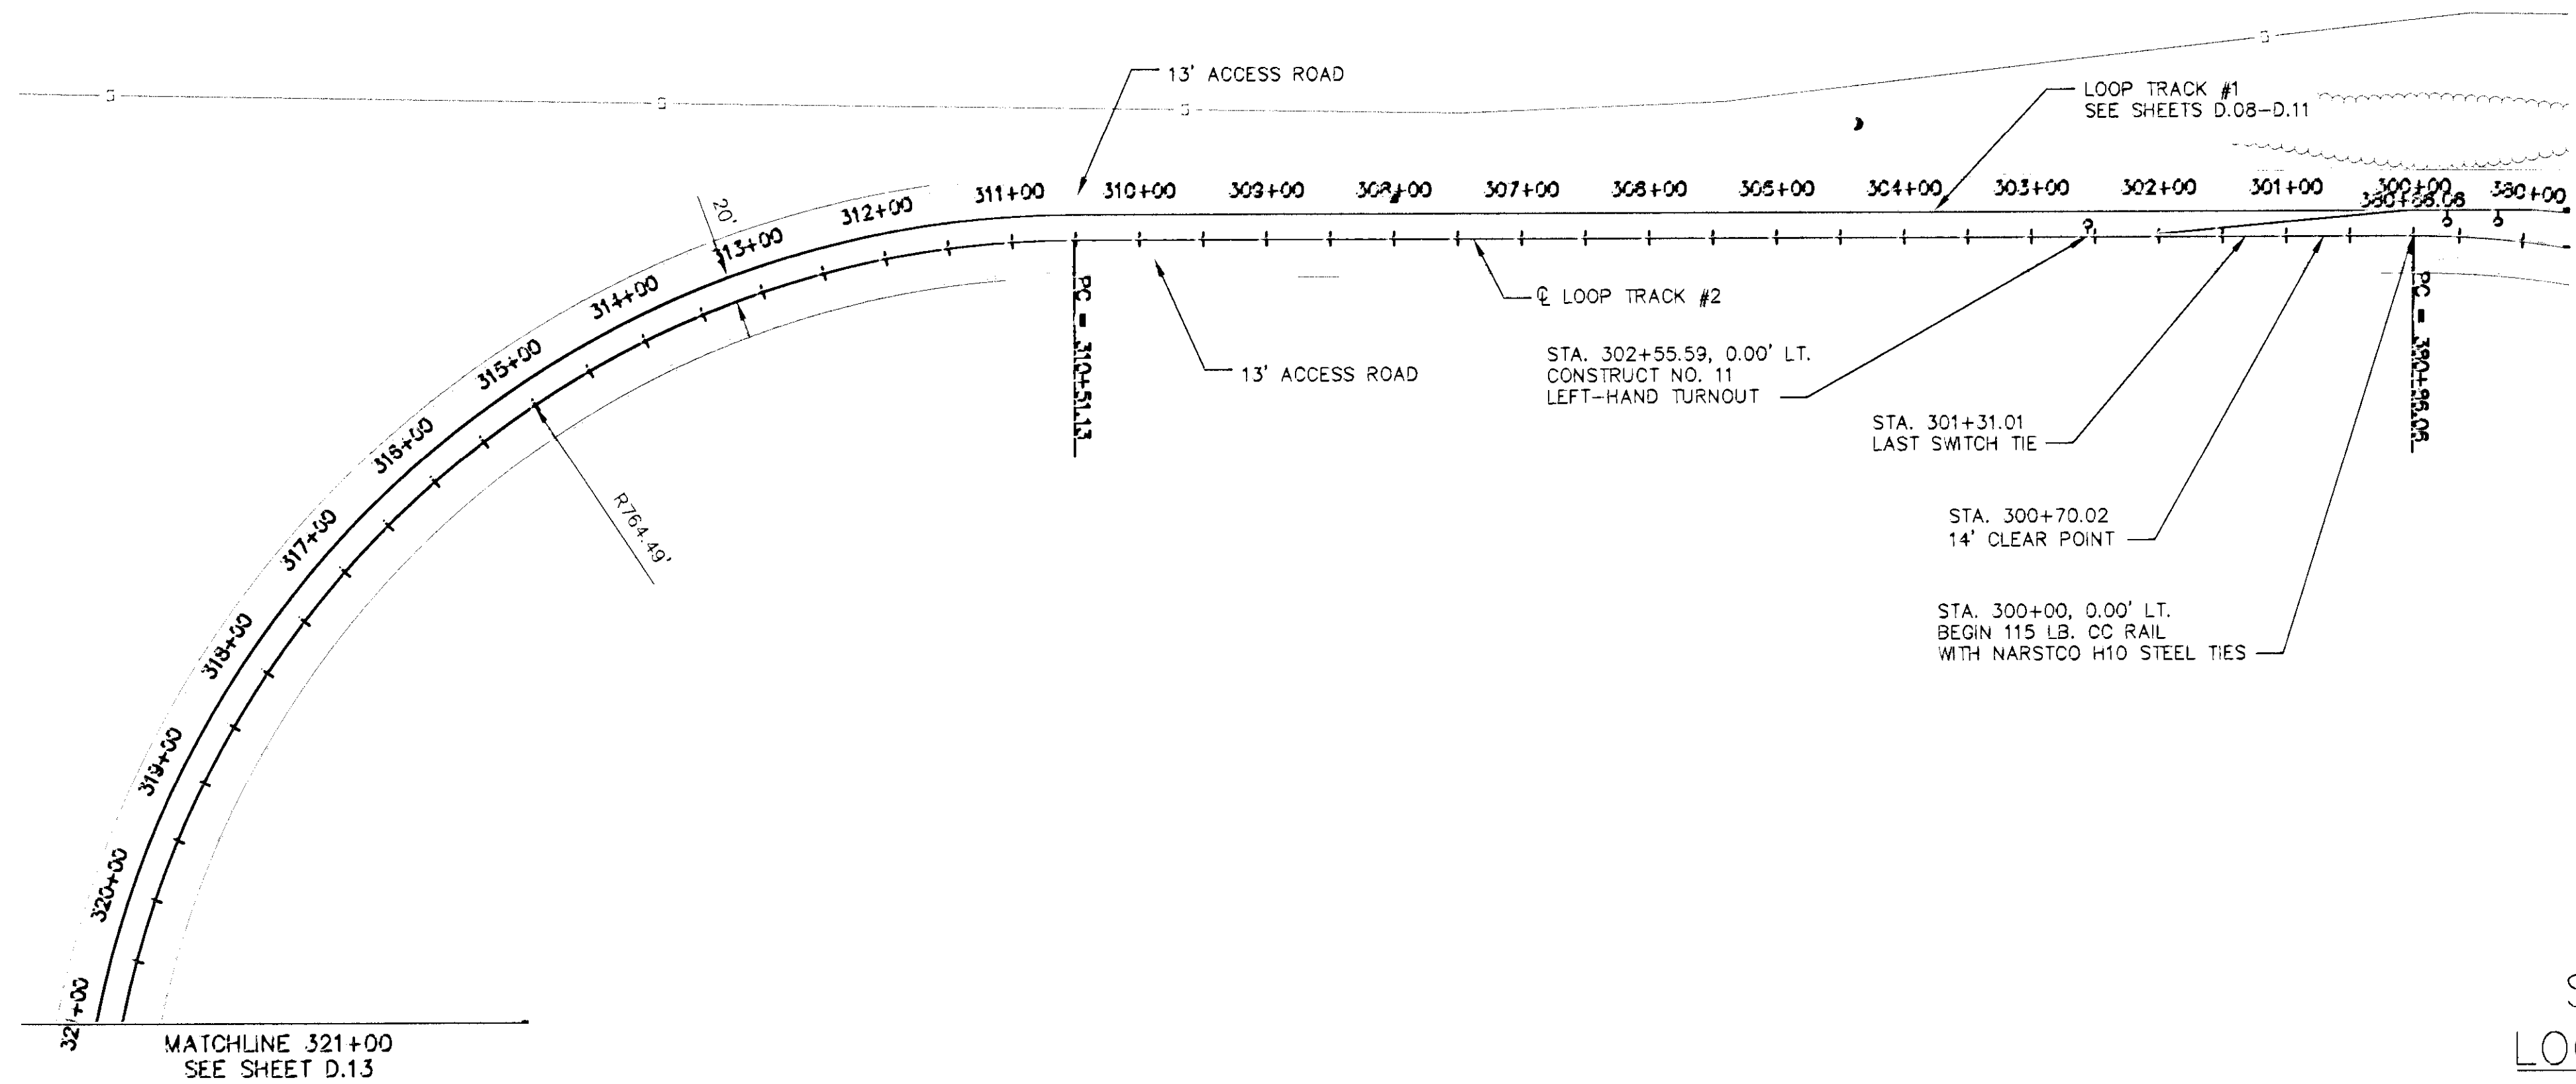 13' ACCESS ROAD
LOOP TRACK #1
SEE SHEETS D.08-D.11
311+00
310+00
309+00
308+00
307+00
306+00
305+00
304+00
303+00
302+00
301+00
300+00
380+00
20'
312+00
313+00
314+00
315+00
316+00
317+00
318+00
319+00
320+00
321+00
PC = 310+51.13
℄ LOOP TRACK #2
13' ACCESS ROAD
R764.49'
STA. 302+55.59, 0.00' LT.
CONSTRUCT NO. 11
LEFT-HAND TURNOUT
STA. 301+31.01
LAST SWITCH TIE
STA. 300+70.02
14' CLEAR POINT
STA. 300+00, 0.00' LT.
BEGIN 115 LB. CC RAIL
WITH NARSTCO H10 STEEL TIES
PC =
MATCHLINE 321+00
SEE SHEET D.13